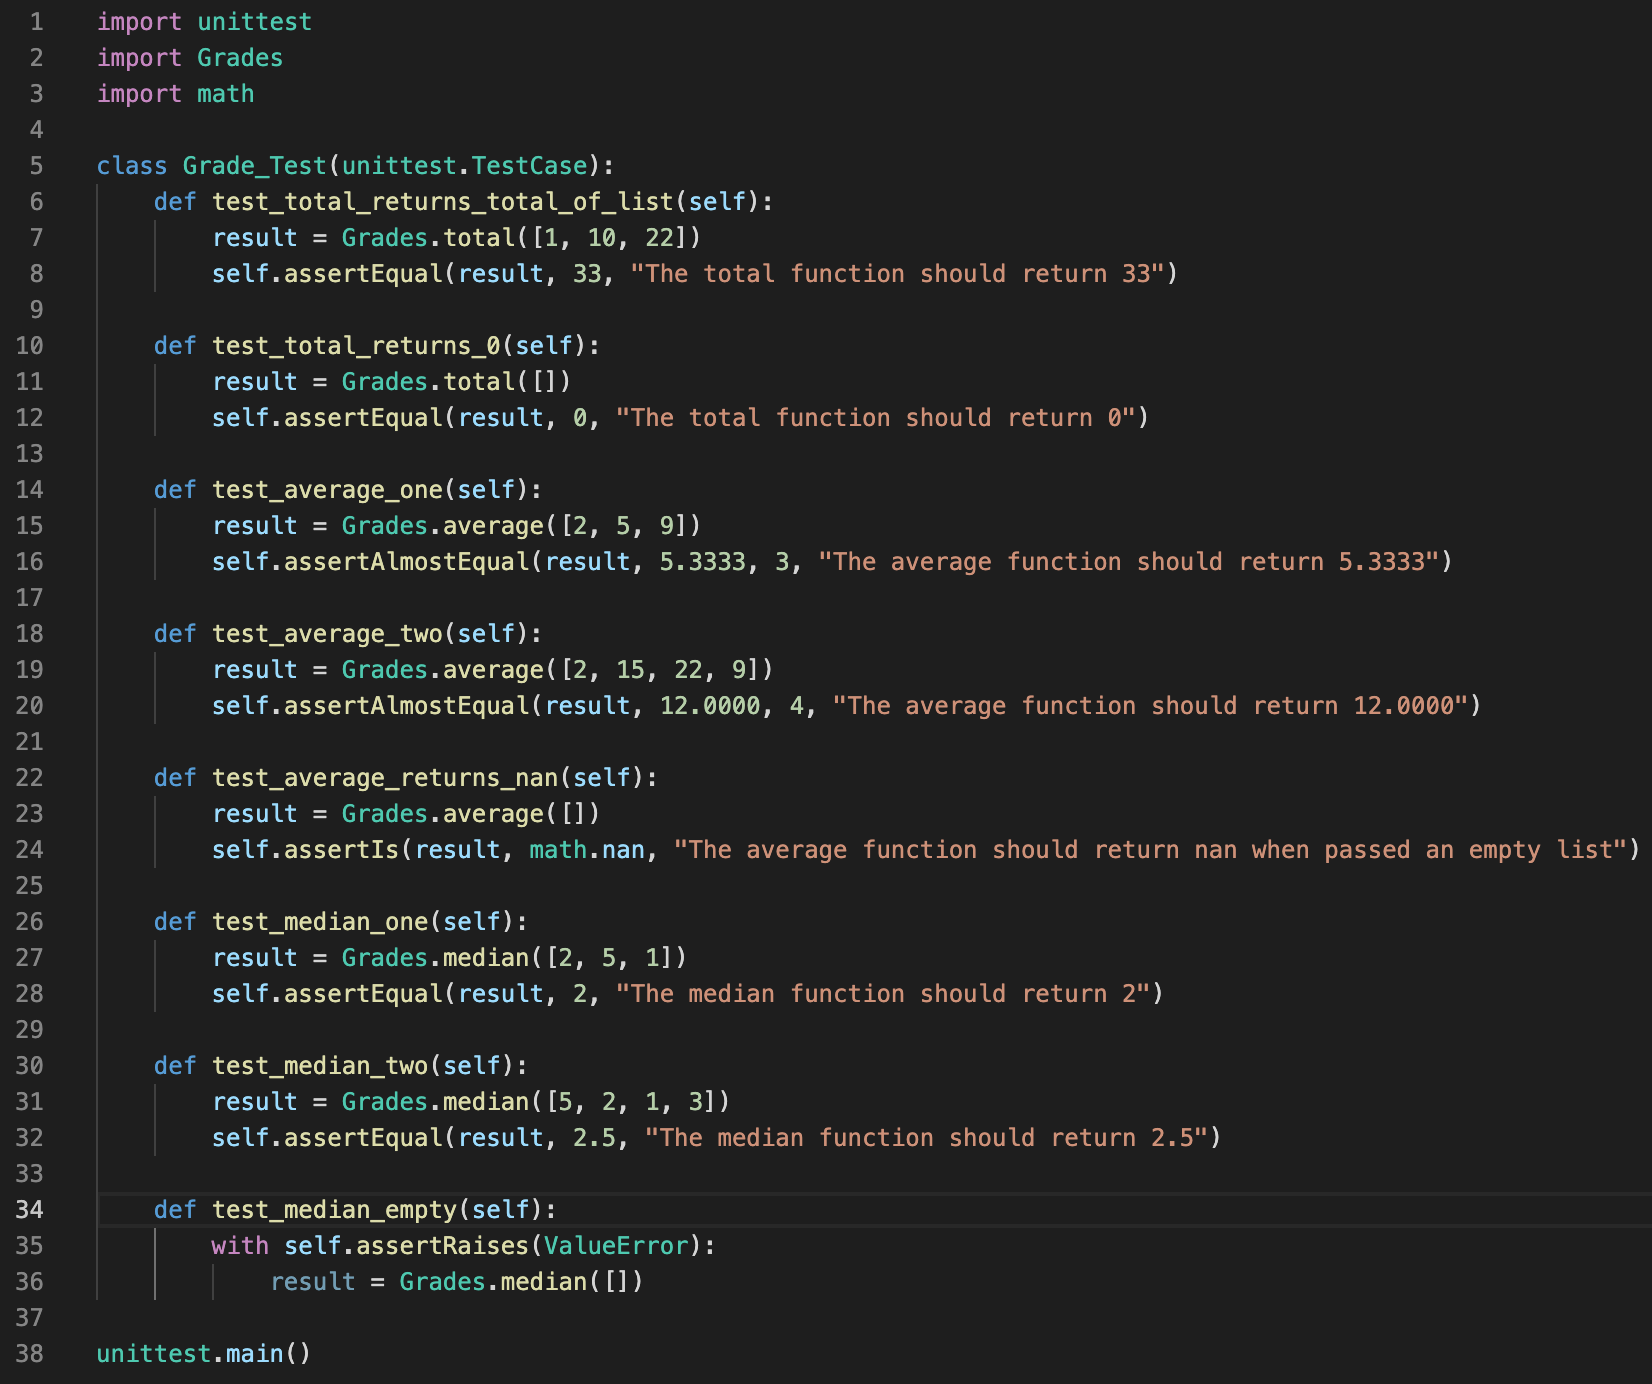 1 import unittest
2 import Grades
3 import math
4
5 class Grade_Test(unittest.TestCase):
6     def test_total_returns_total_of_list(self):
7         result = Grades.total([1, 10, 22])
8         self.assertEqual(result, 33, "The total function should return 33")
9
10     def test_total_returns_0(self):
11         result = Grades.total([])
12         self.assertEqual(result, 0, "The total function should return 0")
13
14     def test_average_one(self):
15         result = Grades.average([2, 5, 9])
16         self.assertAlmostEqual(result, 5.3333, 3, "The average function should return 5.3333")
17
18     def test_average_two(self):
19         result = Grades.average([2, 15, 22, 9])
20         self.assertAlmostEqual(result, 12.0000, 4, "The average function should return 12.0000")
21
22     def test_average_returns_nan(self):
23         result = Grades.average([])
24         self.assertIs(result, math.nan, "The average function should return nan when passed an empty list")
25
26     def test_median_one(self):
27         result = Grades.median([2, 5, 1])
28         self.assertEqual(result, 2, "The median function should return 2")
29
30     def test_median_two(self):
31         result = Grades.median([5, 2, 1, 3])
32         self.assertEqual(result, 2.5, "The median function should return 2.5")
33
34     def test_median_empty(self):
35         with self.assertRaises(ValueError):
36             result = Grades.median([])
37
38 unittest.main()